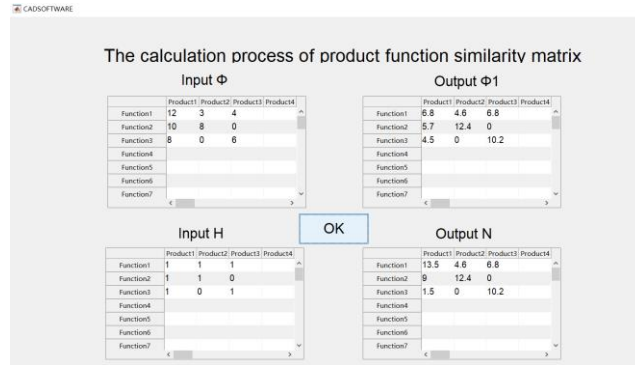 CADSOFTWARE
The calculation process of product function similarity matrix
Input Φ
Product1 Product2 Product3 Product4
Function1 12 3 4
Function2 10 8 0
Function3 8 0 6
Function4
Function5
Function6
Function7
Output Φ1
Product1 Product2 Product3 Product4
Function1 6.8 4.6 6.8
Function2 5.7 12.4 0
Function3 4.5 0 10.2
Function4
Function5
Function6
Function7
OK
Input H
Product1 Product2 Product3 Product4
Function1 1 1 1
Function2 1 1 0
Function3 1 0 1
Function4
Function5
Function6
Function7
Output N
Product1 Product2 Product3 Product4
Function1 13.5 4.6 6.8
Function2 9 12.4 0
Function3 1.5 0 10.2
Function4
Function5
Function6
Function7